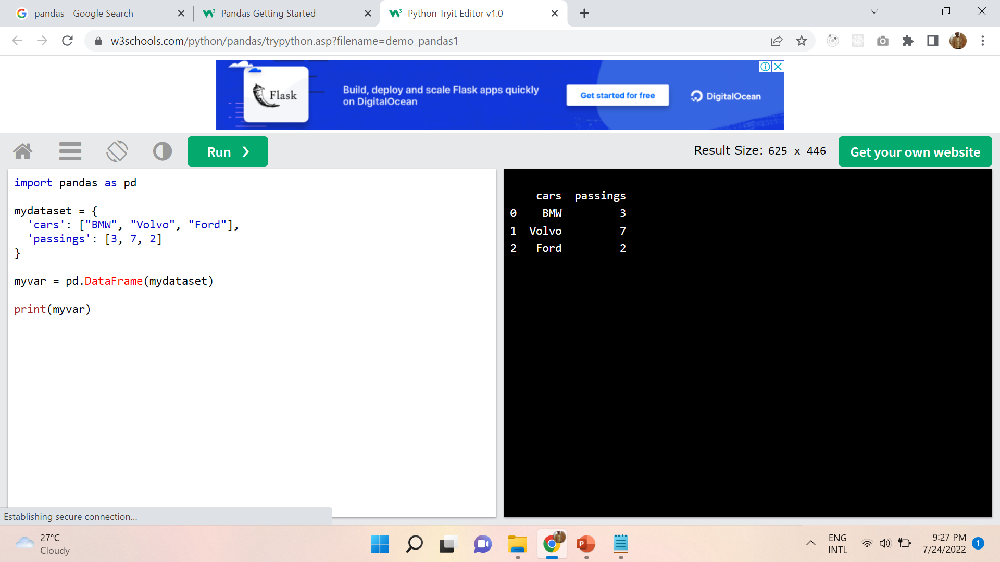 pandas - Google Search
Pandas Getting Started
Python Tryit Editor v1.0
w3schools.com/python/pandas/trypython.asp?filename=demo_pandas1
Flask
Build, deploy and scale Flask apps quickly
on DigitalOcean
Get started for free
DigitalOcean
Run ❯
Result Size: 625 x 446
Get your own website
import pandas as pd
mydataset = {
  'cars': ["BMW", "Volvo", "Ford"],
  'passings': [3, 7, 2]
}
myvar = pd.DataFrame(mydataset)
print(myvar)
cars passings
0 BMW 3
1 Volvo 7
2 Ford 2
Establishing secure connection...
27°C
Cloudy
ENG
INTL
9:27 PM
7/24/2022
1